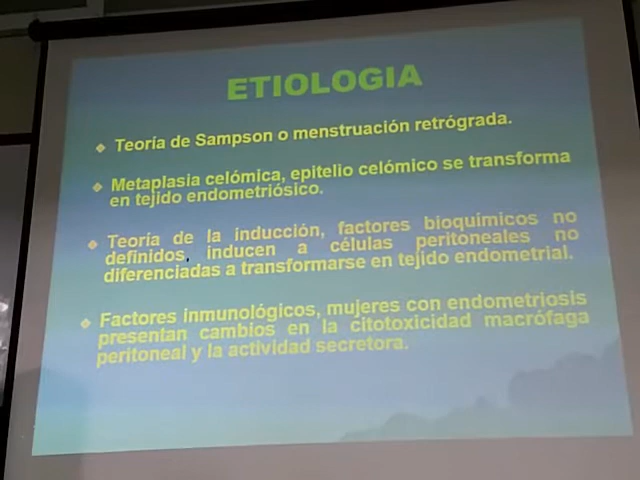 ETIOLOGIA
Teoría de Sampson o menstruación retrógrada.
Metaplasia celómica, epitelio celómico se transforma
en tejido endometriósico.
Teoría de la inducción, factores bioquímicos no
definidos, inducen a células peritoneales no
diferenciadas a transformarse en tejido endometrial.
Factores inmunológicos, mujeres con endometriosis
presentan cambios en la citotoxicidad macrófaga
peritoneal y la actividad secretora.